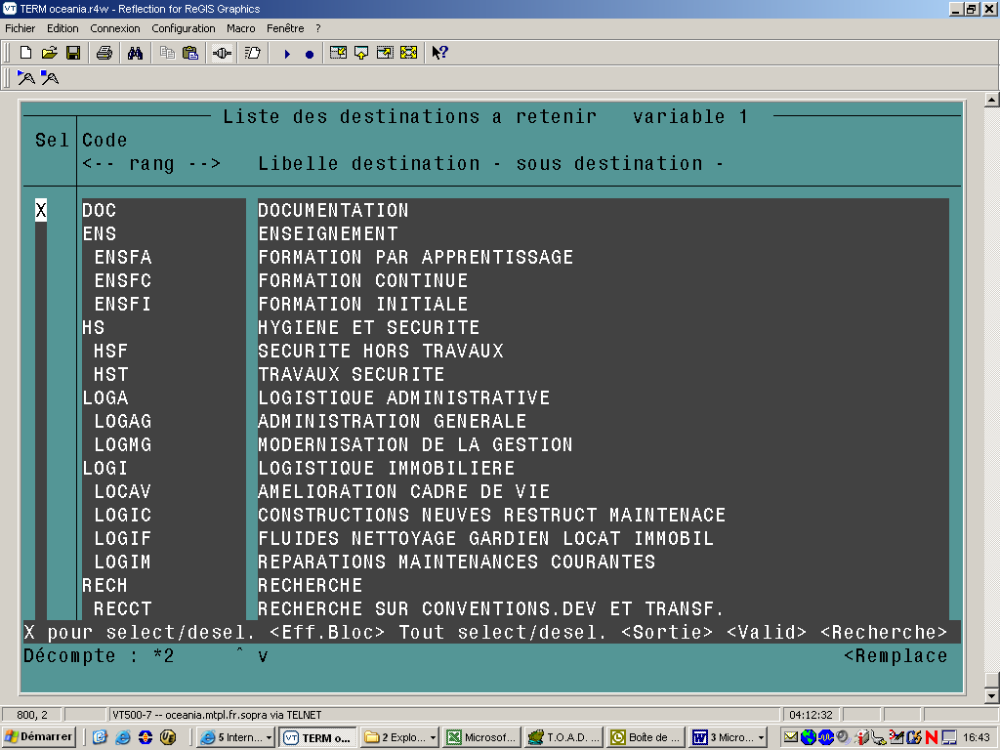 TERM oceania.r4w - Reflection for ReGIS Graphics
Fichier Edition Connexion Configuration Macro Fenêtre ?
Liste des destinations a retenir variable 1
Sel Code
<-- rang --> Libelle destination - sous destination -
X DOC DOCUMENTATION
ENS ENSEIGNEMENT
ENSFA FORMATION PAR APPRENTISSAGE
ENSFC FORMATION CONTINUE
ENSFI FORMATION INITIALE
HS HYGIENE ET SECURITE
HSF SECURITE HORS TRAVAUX
HST TRAVAUX SECURITE
LOGA LOGISTIQUE ADMINISTRATIVE
LOGAG ADMINISTRATION GENERALE
LOGMG MODERNISATION DE LA GESTION
LOGI LOGISTIQUE IMMOBILIERE
LOCAV AMELIORATION CADRE DE VIE
LOGIC CONSTRUCTIONS NEUVES RESTRUCT MAINTENACE
LOGIF FLUIDES NETTOYAGE GARDIEN LOCAT IMMOBIL
LOGIM REPARATIONS MAINTENANCES COURANTES
RECH RECHERCHE
RECCT RECHERCHE SUR CONVENTIONS.DEV ET TRANSF.
X pour select/desel. <Eff.Bloc> Tout select/desel. <Sortie> <Valid> <Recherche>
Décompte : *2 ^ v <Remplace
800, 2 VT500-7 -- oceania.mtpl.fr.sopra via TELNET 04:12:32
Démarrer 5 Intern... TERM o... 2 Explo... Microsof... T.O.A.D. ... Boîte de ... 3 Micro... 16:43